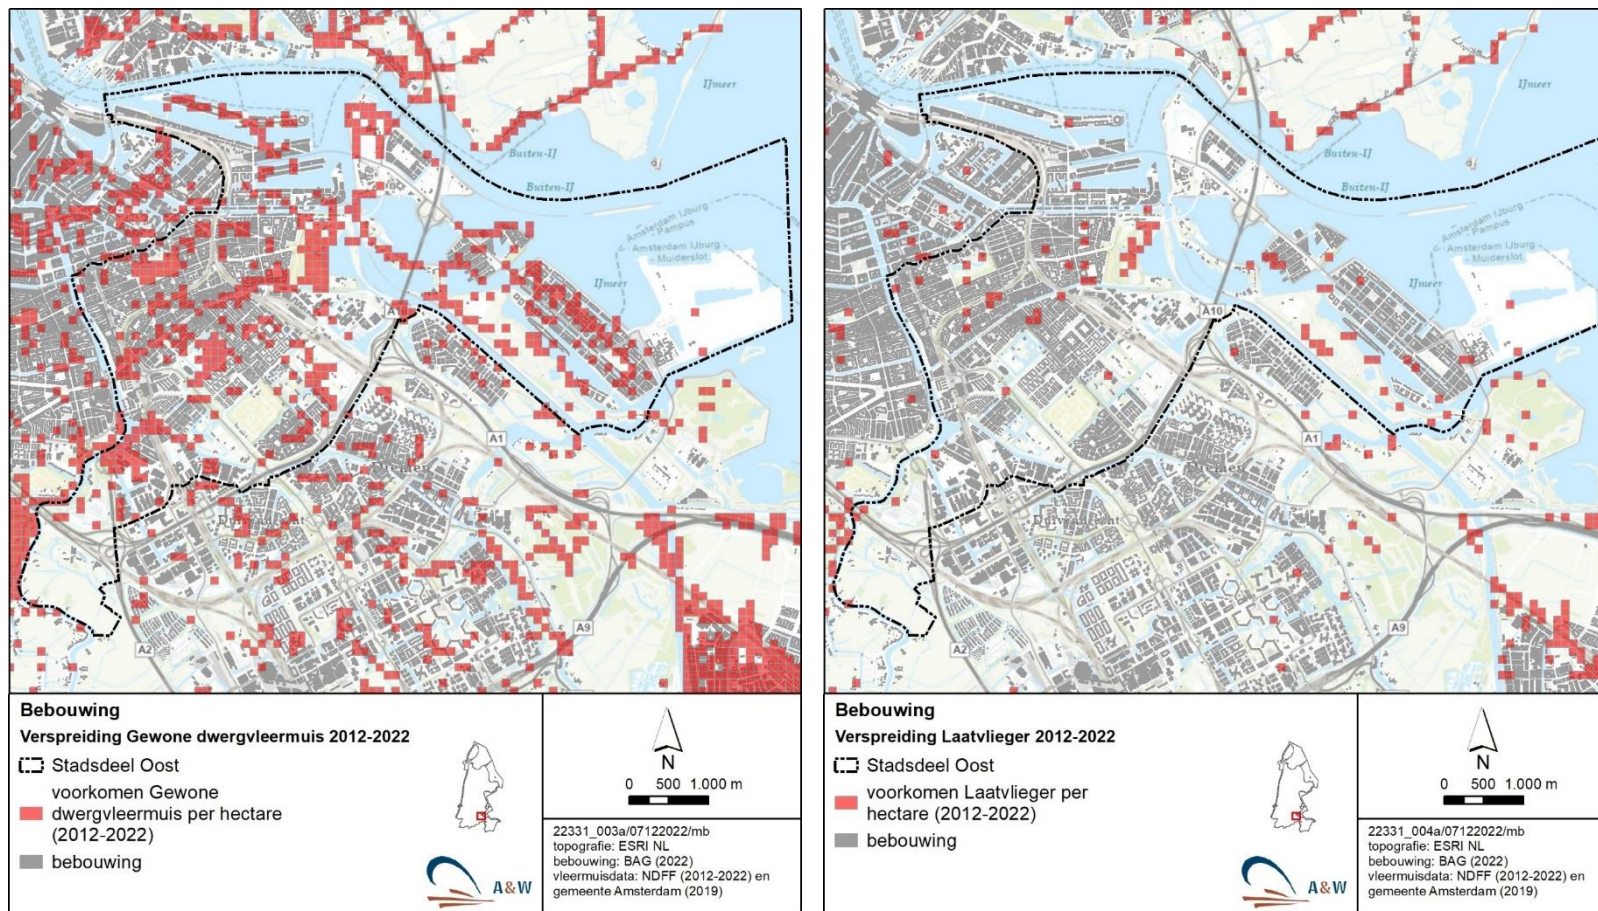 IJmeer
Buiten-IJ
Buiten-IJ
Amsterdam IJburg
- Pampus
Amsterdam IJburg
- Muiderslot
IJmeer
A10
A1
Diemen
Duivendrecht
A9
A2
Bebouwing
Verspreiding Gewone dwergvleermuis 2012-2022
Stadsdeel Oost
voorkomen Gewone
dwergvleermuis per hectare
(2012-2022)
bebouwing
N
0 500 1.000 m
22331_003a/07122022/mb
topografie: ESRI NL
bebouwing: BAG (2022)
vleermuisdata: NDFF (2012-2022) en
gemeente Amsterdam (2019)
A&W
IJmeer
Buiten-IJ
Buiten-IJ
Amsterdam IJburg
- Pampus
Amsterdam IJburg
- Muiderslot
IJmeer
A10
A1
Diemen
Duivendrecht
A9
A2
Bebouwing
Verspreiding Laatvlieger 2012-2022
Stadsdeel Oost
voorkomen Laatvlieger per
hectare (2012-2022)
bebouwing
N
0 500 1.000 m
22331_004a/07122022/mb
topografie: ESRI NL
bebouwing: BAG (2022)
vleermuisdata: NDFF (2012-2022) en
gemeente Amsterdam (2019)
A&W